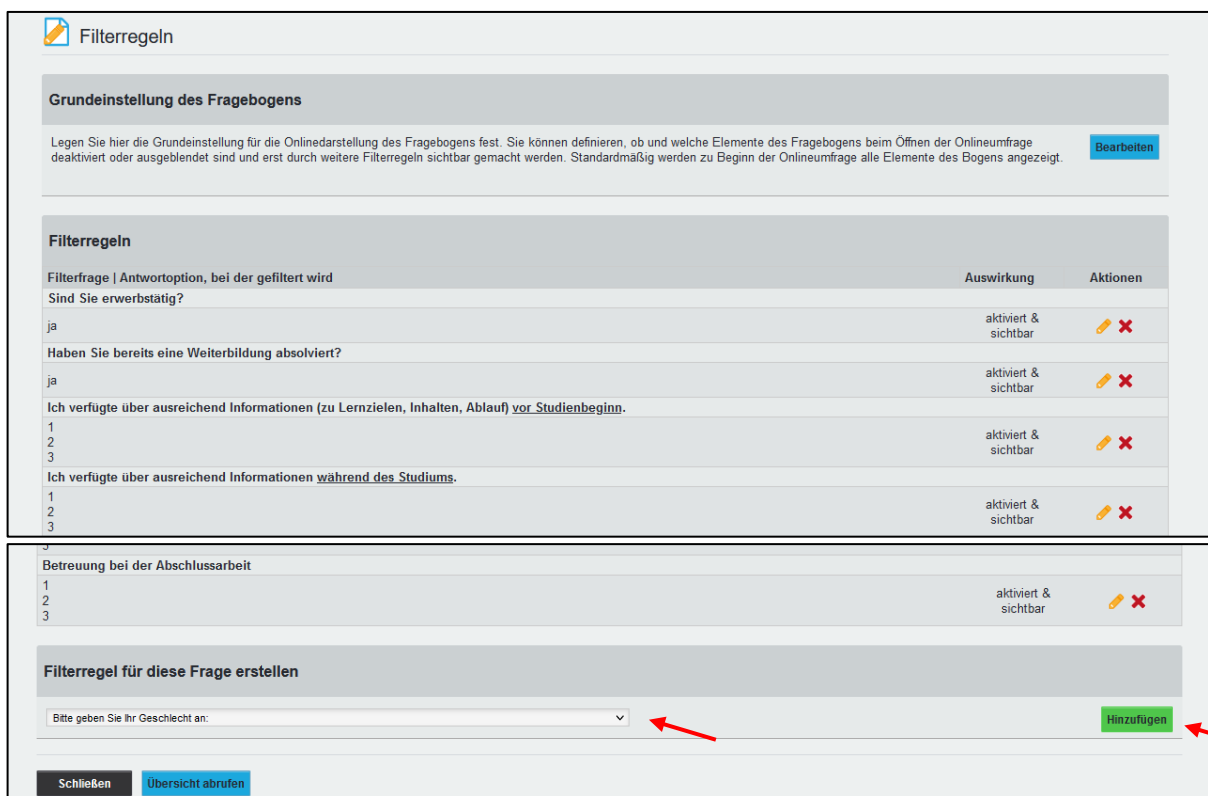 Filterregeln
Grundeinstellung des Fragebogens
Legen Sie hier die Grundeinstellung für die Onlinedarstellung des Fragebogens fest. Sie können definieren, ob und welche Elemente des Fragebogens beim Öffnen der Onlineumfrage
deaktiviert oder ausgeblendet sind und erst durch weitere Filterregeln sichtbar gemacht werden. Standardmäßig werden zu Beginn der Onlineumfrage alle Elemente des Bogens angezeigt.
Bearbeiten
Filterregeln
Filterfrage | Antwortoption, bei der gefiltert wird Auswirkung Aktionen
Sind Sie erwerbstätig?
ja aktiviert &
sichtbar
Haben Sie bereits eine Weiterbildung absolviert?
ja aktiviert &
sichtbar
Ich verfügte über ausreichend Informationen (zu Lernzielen, Inhalten, Ablauf) vor Studienbeginn.
1
2 aktiviert &
3 sichtbar
Ich verfügte über ausreichend Informationen während des Studiums.
1
2 aktiviert &
3 sichtbar
3
Betreuung bei der Abschlussarbeit
1
2 aktiviert &
3 sichtbar
Filterregel für diese Frage erstellen
Bitte geben Sie Ihr Geschlecht an: Hinzufügen
Schließen Übersicht abrufen